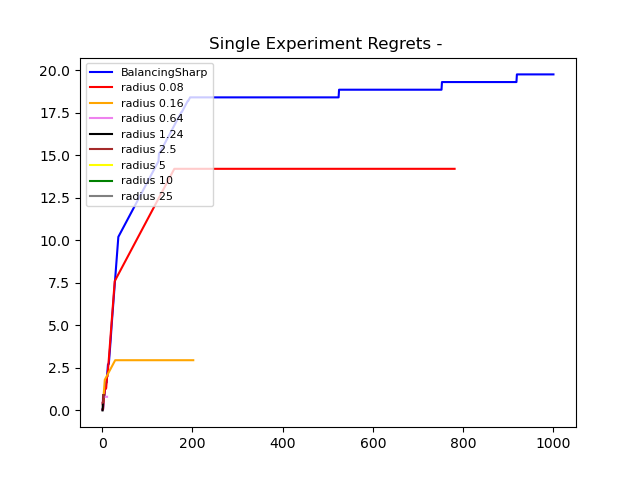 Single Experiment Regrets -
20.0
17.5
15.0
12.5
10.0
7.5
5.0
2.5
0.0
BalancingSharp
radius 0.08
radius 0.16
radius 0.64
radius 1.24
radius 2.5
radius 5
radius 10
radius 25
0 200 400 600 800 1000